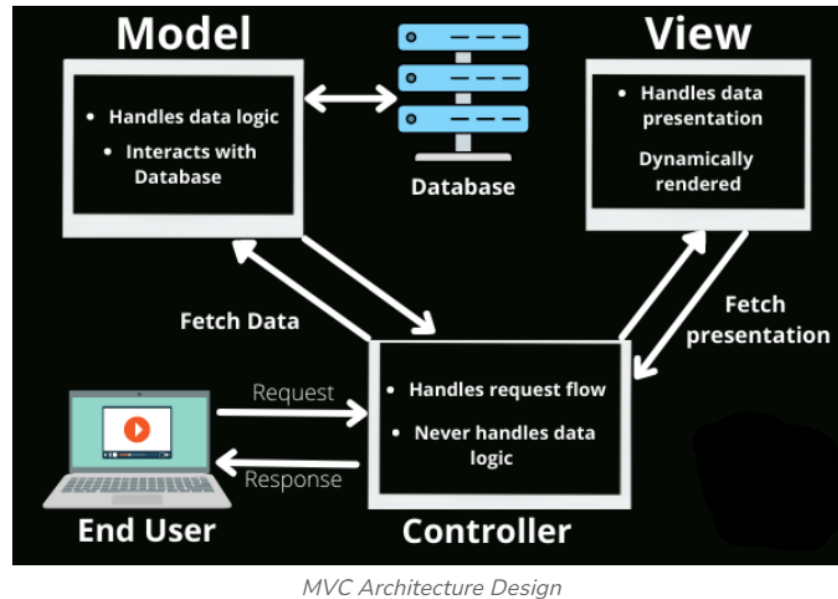 Model
View
• Handles data logic
• Interacts with
Database
Database
• Handles data
presentation
Dynamically
rendered
Fetch Data
Fetch
presentation
Request
Response
• Handles request flow
• Never handles data
logic
End User
Controller
MVC Architecture Design